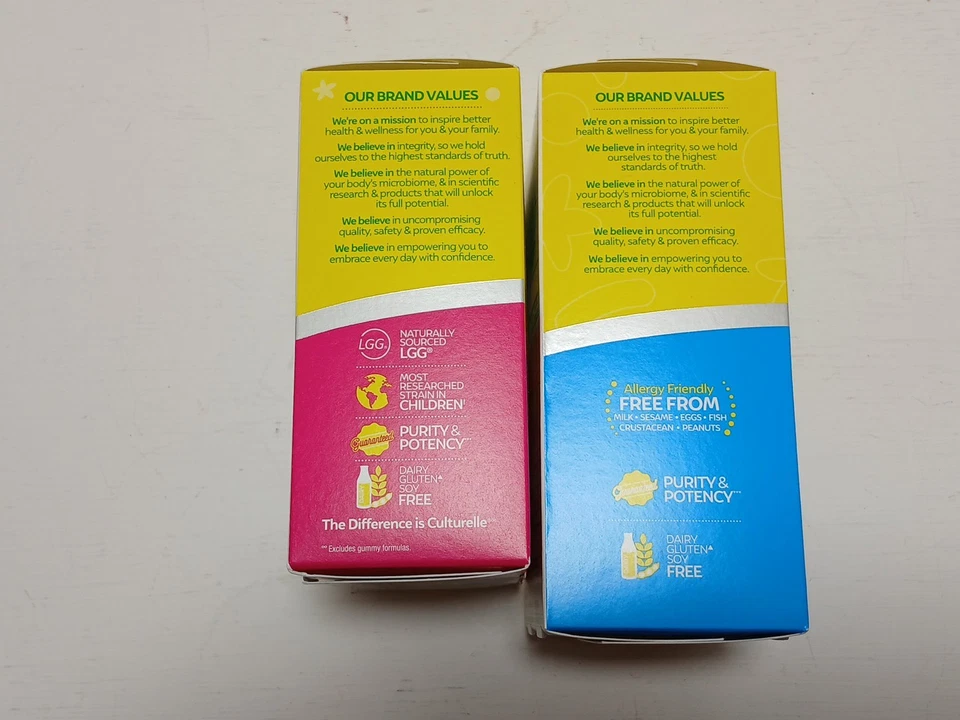 OUR BRAND VALUES
We're on a mission to inspire better
health & wellness for you & your family.
We believe in integrity, so we hold
ourselves to the highest standards of truth.
We believe in the natural power of
your body's microbiome, & in scientific
research & products that will unlock
its full potential.
We believe in uncompromising
quality, safety & proven efficacy.
We believe in empowering you to
embrace every day with confidence.
LGG®
NATURALLY
SOURCED
LGG®
MOST
RESEARCHED
STRAIN IN
CHILDREN†
Guaranteed
PURITY &
POTENCY***
DAIRY
GLUTEN▲
SOY
FREE
The Difference is Culturelle
*** Excludes gummy formulas.
OUR BRAND VALUES
We're on a mission to inspire better
health & wellness for you & your family.
We believe in integrity, so we hold
ourselves to the highest
standards of truth.
We believe in the natural power of
your body's microbiome, & in scientific
research & products that will unlock
its full potential.
We believe in uncompromising
quality, safety & proven efficacy.
We believe in empowering you to
embrace every day with confidence.
Allergy Friendly
FREE FROM
MILK • SESAME • EGGS • FISH
CRUSTACEAN • PEANUTS
PURITY &
POTENCY***
DAIRY
GLUTEN▲
SOY
FREE